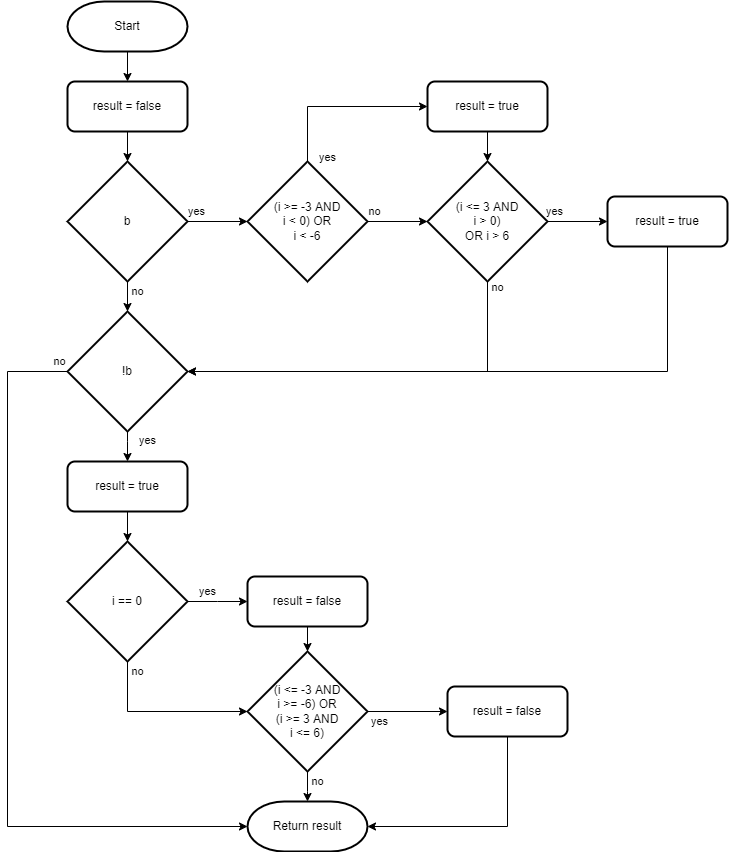 Start
result = false
result = true
yes
b
yes
(i >= -3 AND
i < 0) OR
i < -6
no
(i <= 3 AND
i > 0)
OR i > 6
yes
result = true
no
no
no
!b
yes
result = true
i == 0
yes
result = false
no
(i <= -3 AND
i >= -6) OR
(i >= 3 AND
i <= 6)
yes
result = false
no
Return result